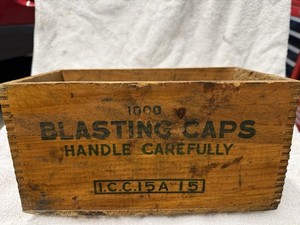 1000
BLASTING CAPS
HANDLE CAREFULLY
I.C.C.15A 15